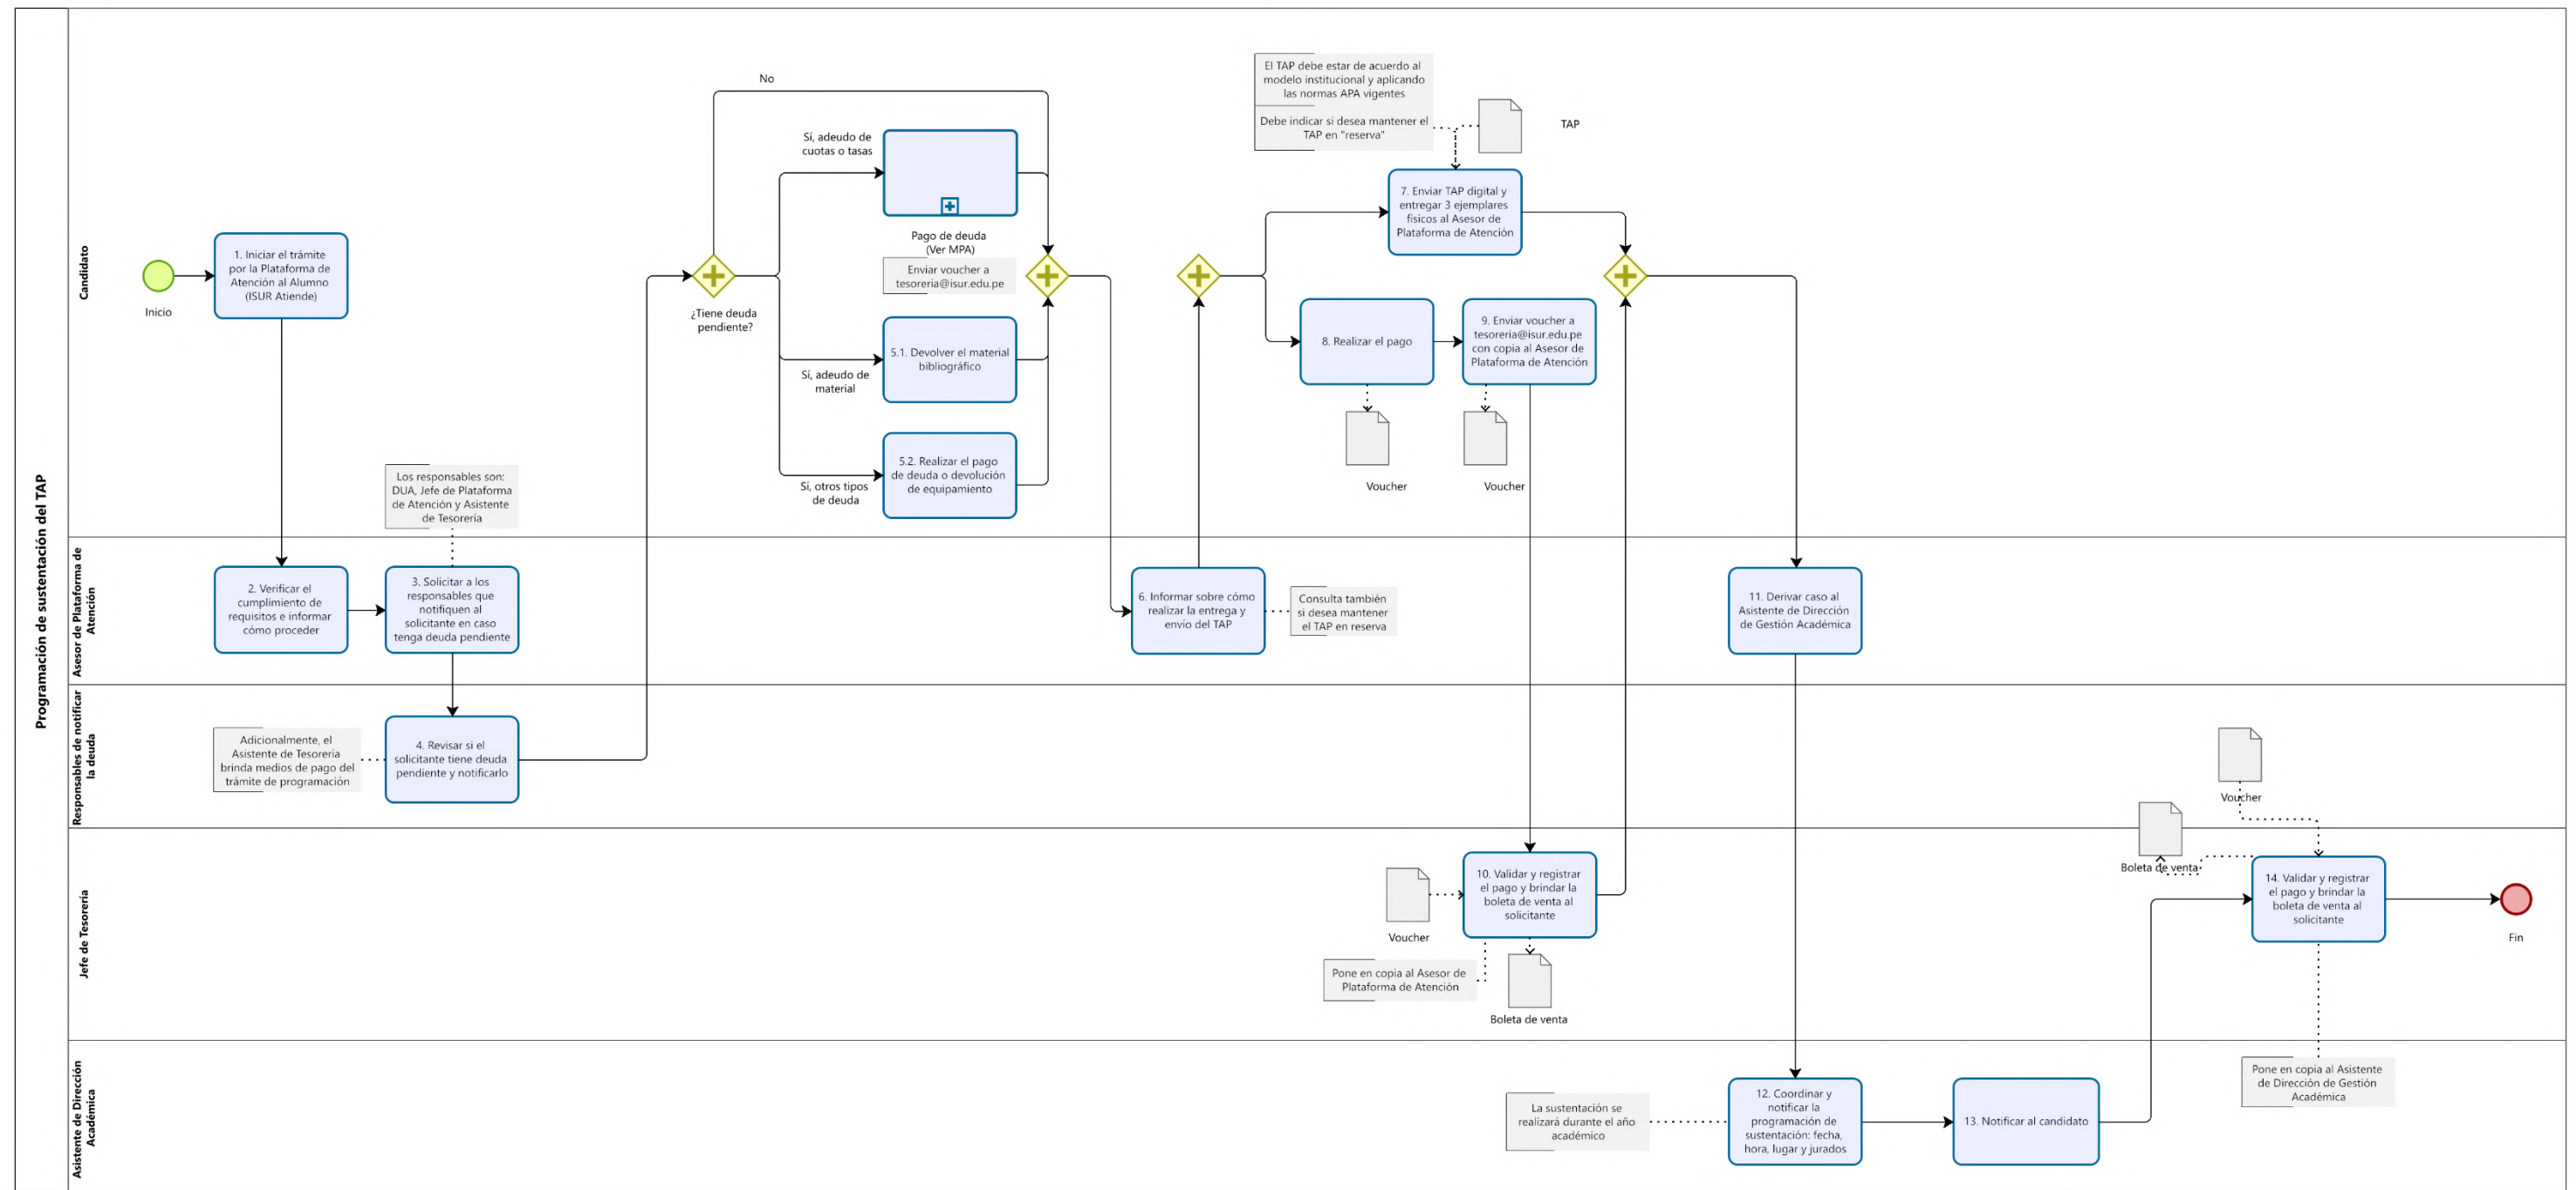 Programación de sustentación del TAP
Candidato
Inicio
1. Iniciar el trámite
por la Plataforma de
Atención al Alumno
(ISUR Atiende)
No
¿Tiene deuda
pendiente?
Sí, adeudo de
cuotas o tasas
Pago de deuda
(Ver MPA)
Enviar voucher a
tesoreria@isur.edu.pe
Sí, adeudo de
material
5.1. Devolver el material
bibliográfico
Sí, otros tipos
de deuda
5.2. Realizar el pago
de deuda o devolución
de equipamiento
El TAP debe estar de acuerdo al
modelo institucional y aplicando
las normas APA vigentes
Debe indicar si desea mantener el
TAP en "reserva"
TAP
7. Enviar TAP digital y
entregar 3 ejemplares
físicos al Asesor de
Plataforma de Atención
8. Realizar el pago
9. Enviar voucher a
tesoreria@isur.edu.pe
con copia al Asesor de
Plataforma de Atención
Voucher
Voucher
Los responsables son:
DUA, Jefe de Plataforma
de Atención y Asistente
de Tesorería
Asesor de Plataforma de
Atención
2. Verificar el
cumplimiento de
requisitos e informar
cómo proceder
3. Solicitar a los
responsables que
notifiquen al
solicitante en caso
tenga deuda pendiente
6. Informar sobre cómo
realizar la entrega y
envío del TAP
Consulta también
si desea mantener
el TAP en reserva
11. Derivar caso al
Asistente de Dirección
de Gestión Académica
Responsables de notificar
la deuda
Adicionalmente, el
Asistente de Tesorería
brinda medios de pago del
trámite de programación
4. Revisar si el
solicitante tiene deuda
pendiente y notificarlo
Voucher
Jefe de Tesorería
Voucher
10. Validar y registrar
el pago y brindar la
boleta de venta al
solicitante
Pone en copia al Asesor de
Plataforma de Atención
Boleta de venta
Boleta de venta
14. Validar y registrar
el pago y brindar la
boleta de venta al
solicitante
Fin
Asistente de Dirección
Académica
La sustentación se
realizará durante el año
académico
12. Coordinar y
notificar la
programación de
sustentación: fecha,
hora, lugar y jurados
13. Notificar al candidato
Pone en copia al Asistente
de Dirección de Gestión
Académica